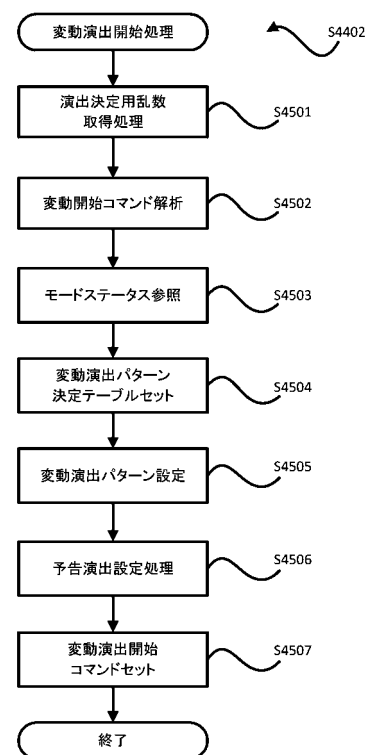 変動演出開始処理
S4402
演出決定用乱数
取得処理
S4501
変動開始コマンド解析
S4502
モードステータス参照
S4503
変動演出パターン
決定テーブルセット
S4504
変動演出パターン設定
S4505
予告演出設定処理
S4506
変動演出開始
コマンドセット
S4507
終了